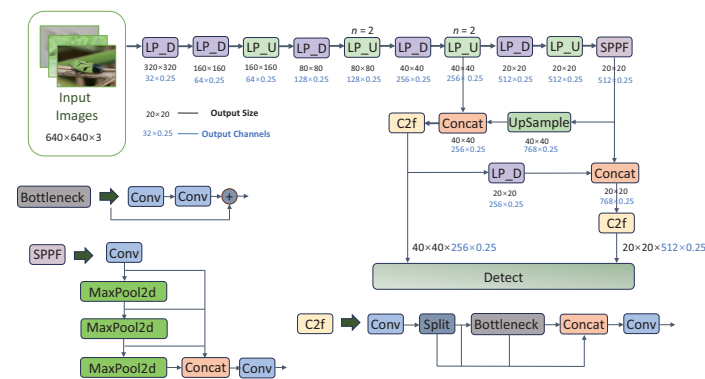 n = 2
n = 2
LP_D
LP_D
LP_U
LP_D
LP_U
LP_D
LP_U
LP_D
LP_U
SPPF
320×320
160×160
160×160
80×80
80×80
40×40
40×40
20×20
20×20
20×20
32×0.25
64×0.25
64×0.25
128×0.25
128×0.25
256×0.25
256×0.25
512×0.25
512×0.25
512×0.25
Input
Images
640×640×3
20×20
Output Size
32×0.25
Output Channels
C2f
Concat
UpSample
40×40
256×0.25
40×40
768×0.25
LP_D
Concat
20×20
256×0.25
20×20
768×0.25
C2f
40×40×256×0.25
20×20×512×0.25
Detect
Bottleneck
Conv
Conv
+
SPPF
Conv
MaxPool2d
MaxPool2d
MaxPool2d
Concat
Conv
C2f
Conv
Split
Bottleneck
Concat
Conv